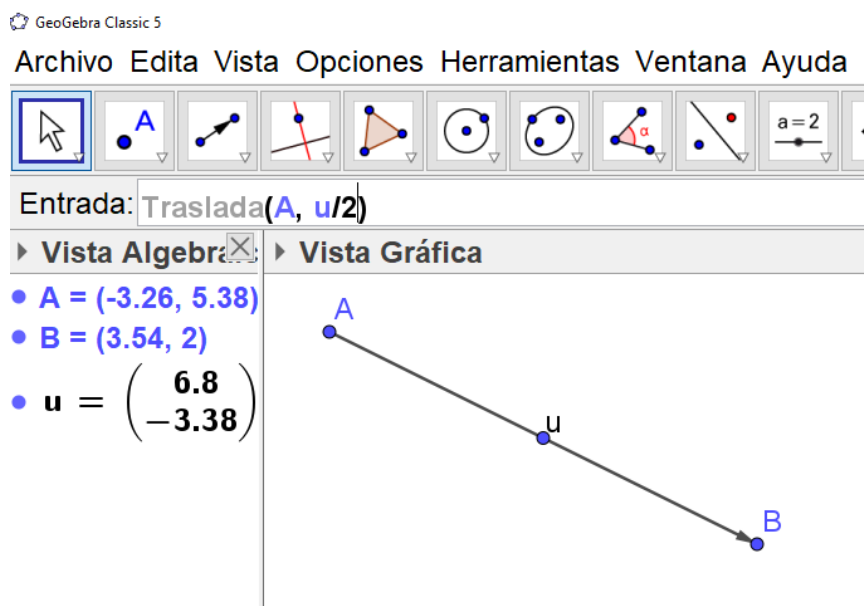 GeoGebra Classic 5
Archivo Edita Vista Opciones Herramientas Ventana Ayuda
A
α
a = 2
Entrada: Traslada(A, u/2)
Vista Algebra
Vista Gráfica
A = (-3.26, 5.38)
B = (3.54, 2)
u = ( 6.8
−3.38 )
A
u
B